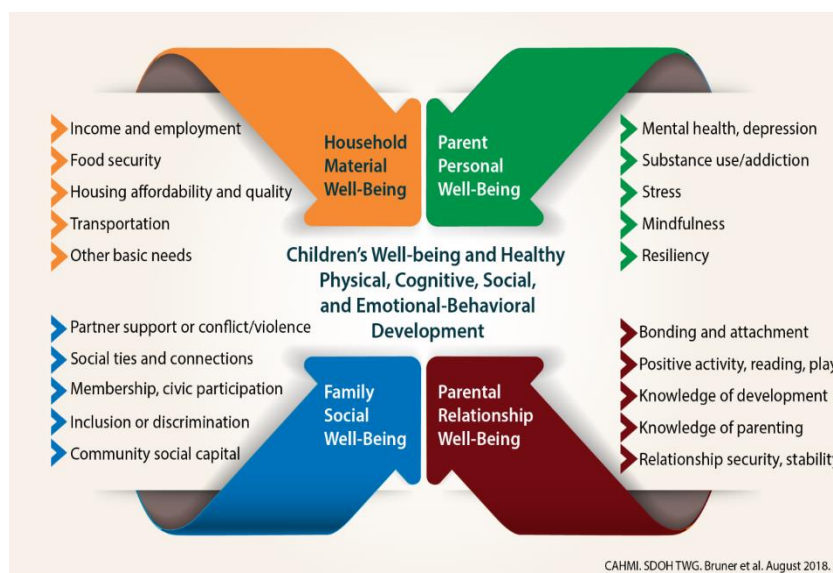 Income and employment
Food security
Housing affordability and quality
Transportation
Other basic needs
Household
Material
Well-Being
Parent
Personal
Well-Being
Mental health, depression
Substance use/addiction
Stress
Mindfulness
Resiliency
Children's Well-being and Healthy
Physical, Cognitive, Social,
and Emotional-Behavioral
Development
Partner support or conflict/violence
Social ties and connections
Membership, civic participation
Inclusion or discrimination
Community social capital
Family
Social
Well-Being
Parental
Relationship
Well-Being
Bonding and attachment
Positive activity, reading, play
Knowledge of development
Knowledge of parenting
Relationship security, stability
CAHMI. SDOH TWG. Bruner et al. August 2018.